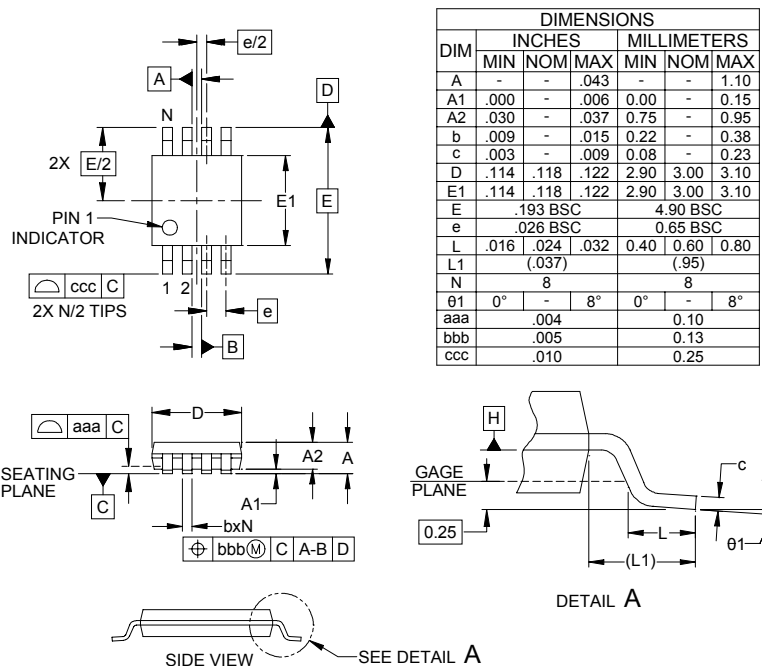 e/2
A
D
N
2X E/2
E1
E
PIN 1
INDICATOR
ccc C
1 2
2X N/2 TIPS
e
B
DIMENSIONS
DIM INCHES MILLIMETERS
MIN NOM MAX MIN NOM MAX
A - - .043 - - 1.10
A1 .000 - .006 0.00 - 0.15
A2 .030 - .037 0.75 - 0.95
b .009 - .015 0.22 - 0.38
c .003 - .009 0.08 - 0.23
D .114 .118 .122 2.90 3.00 3.10
E1 .114 .118 .122 2.90 3.00 3.10
E .193 BSC 4.90 BSC
e .026 BSC 0.65 BSC
L .016 .024 .032 0.40 0.60 0.80
L1 (.037) (.95)
N 8 8
θ1 0° - 8° 0° - 8°
aaa .004 0.10
bbb .005 0.13
ccc .010 0.25
aaa C
D
A2 A
SEATING
PLANE
C
A1
bxN
bbb Ⓜ C A-B D
H
GAGE
PLANE
c
0.25
L
(L1)
θ1
DETAIL A
SIDE VIEW
SEE DETAIL A